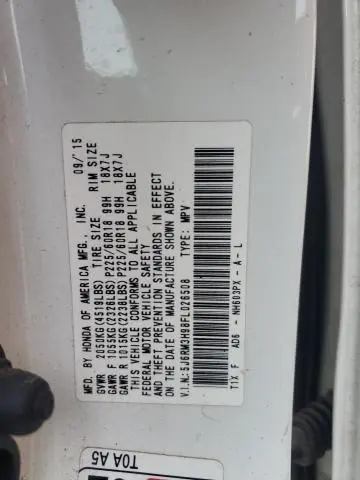 MFD. BY HONDA OF AMERICA MFG., INC. 09/'15
GVWR 2050KG(4519LBS) TIRE SIZE RIM SIZE
GAWR F 1055KG(2326LBS) P225/60R18 99H 18X7J
GAWR R 1015KG(2238LBS) P225/60R18 99H 18X7J
THIS VEHICLE CONFORMS TO ALL APPLICABLE
FEDERAL MOTOR VEHICLE SAFETY
AND THEFT PREVENTION STANDARDS IN EFFECT
ON THE DATE OF MANUFACTURE SHOWN ABOVE.
V.I.N.:5J6RM3H98FL026508 TYPE: MPV
T1X F AD6 - NH603PX - A - L
T0A A5